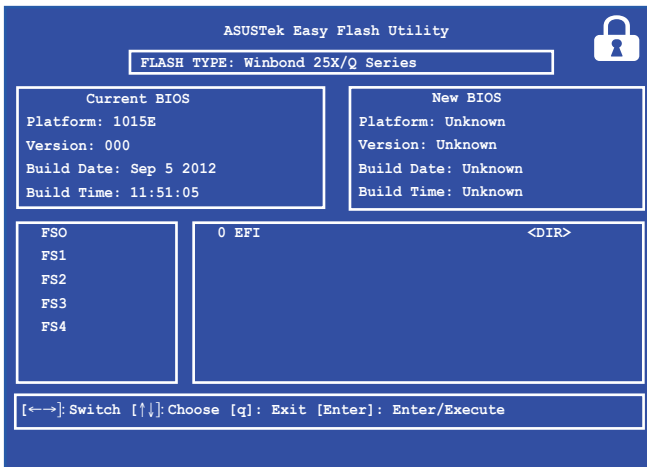 ASUSTek Easy Flash Utility
FLASH TYPE: Winbond 25X/Q Series
Current BIOS
Platform: 1015E
Version: 000
Build Date: Sep 5 2012
Build Time: 11:51:05
New BIOS
Platform: Unknown
Version: Unknown
Build Date: Unknown
Build Time: Unknown
FSO
FS1
FS2
FS3
FS4
0 EFI <DIR>
[←→]: Switch [↑↓]: Choose [q]: Exit [Enter]: Enter/Execute